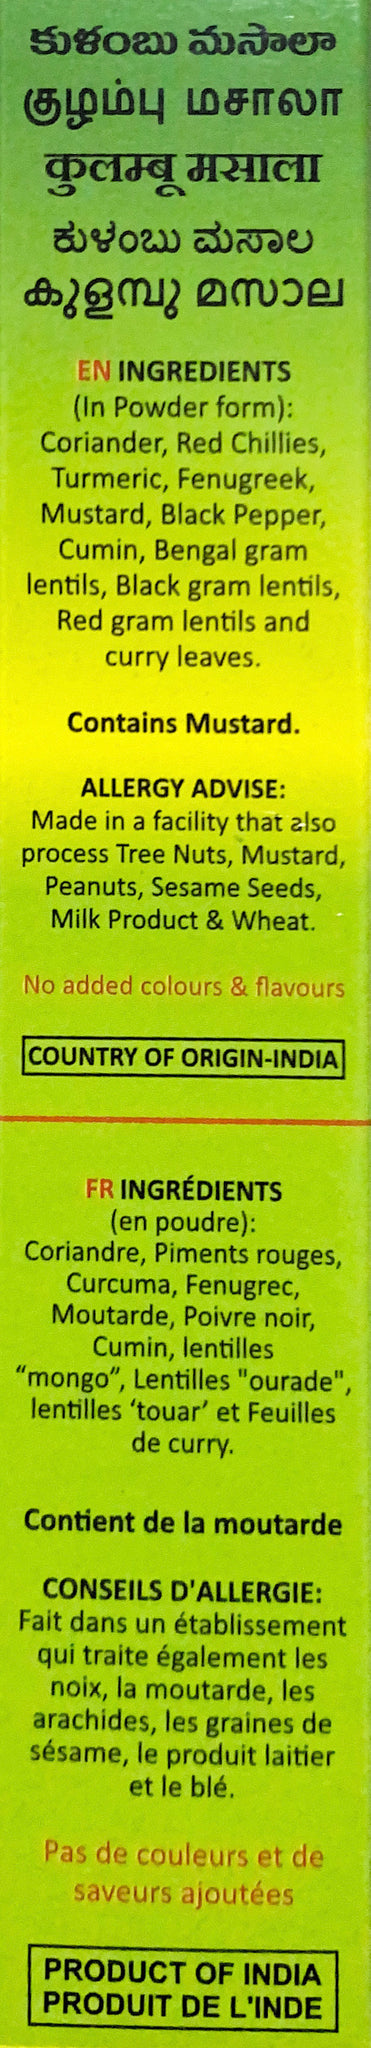 కుళంబు మసాలా
குழம்பு மசாலா
कुलम्बू मसाला
ಕುಳಂಬು ಮಸಾಲ
കുളമ്പു മസാല
EN INGREDIENTS
(In Powder form):
Coriander, Red Chillies,
Turmeric, Fenugreek,
Mustard, Black Pepper,
Cumin, Bengal gram
lentils, Black gram lentils,
Red gram lentils and
curry leaves.
Contains Mustard.
ALLERGY ADVISE:
Made in a facility that also
process Tree Nuts, Mustard,
Peanuts, Sesame Seeds,
Milk Product & Wheat.
No added colours & flavours
COUNTRY OF ORIGIN-INDIA
FR INGRÉDIENTS
(en poudre):
Coriandre, Piments rouges,
Curcuma, Fenugrec,
Moutarde, Poivre noir,
Cumin, lentilles
“mongo”, Lentilles "ourade",
lentilles ‘touar’ et Feuilles
de curry.
Contient de la moutarde
CONSEILS D'ALLERGIE:
Fait dans un établissement
qui traite également les
noix, la moutarde, les
arachides, les graines de
sésame, le produit laitier
et le blé.
Pas de couleurs et de
saveurs ajoutées
PRODUCT OF INDIA
PRODUIT DE L'INDE